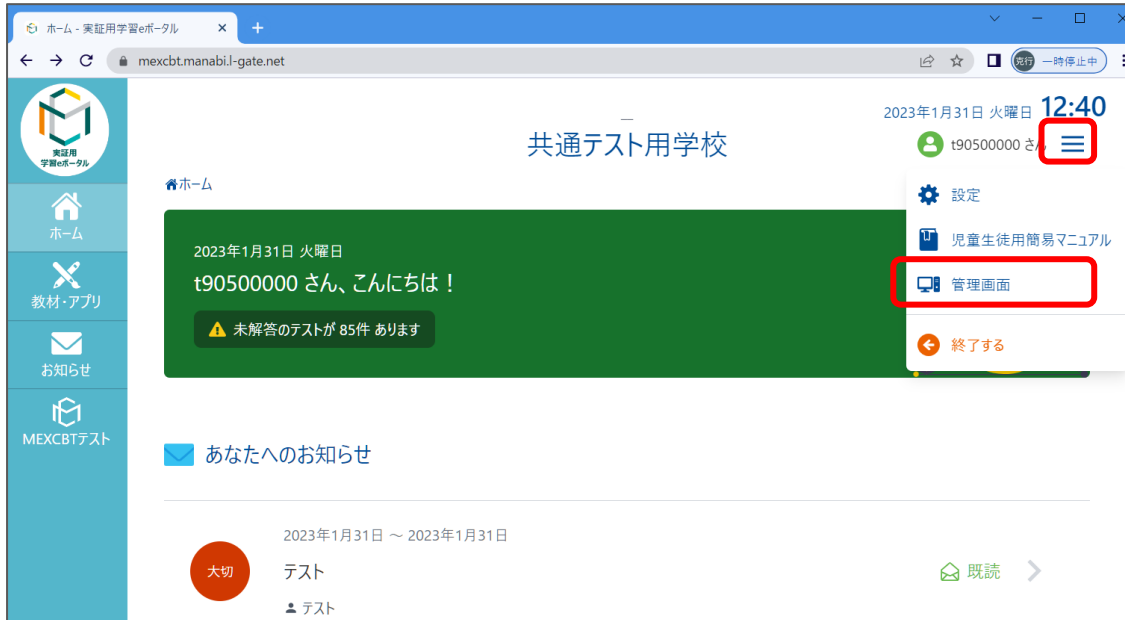 ホーム - 実証用学習eポータル
mexcbt.manabi.l-gate.net
克行 一時停止中
実証用
学習eポータル
ホーム
教材・アプリ
お知らせ
MEXCBTテスト
2023年1月31日 火曜日 12:40
共通テスト用学校
t90500000 さん
ホーム
設定
児童生徒用簡易マニュアル
管理画面
終了する
2023年1月31日 火曜日
t90500000 さん、こんにちは！
未解答のテストが 85件 あります
あなたへのお知らせ
2023年1月31日 ～ 2023年1月31日
大切
テスト
既読
テスト